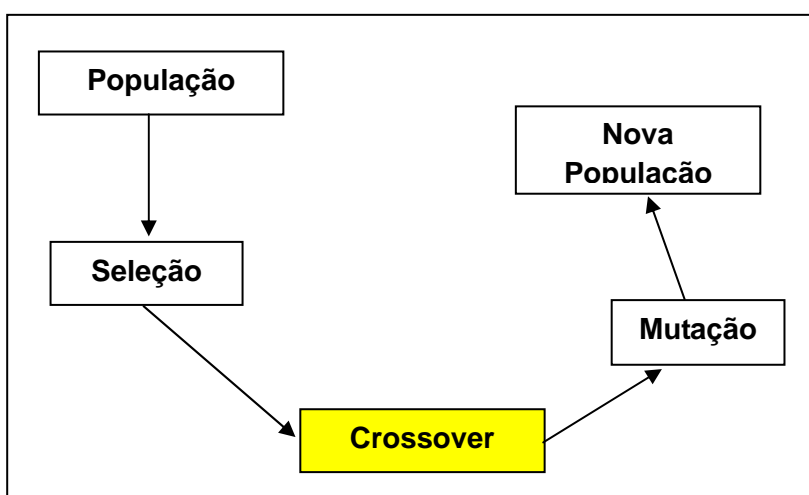 População
Nova
População
Seleção
Mutação
Crossover